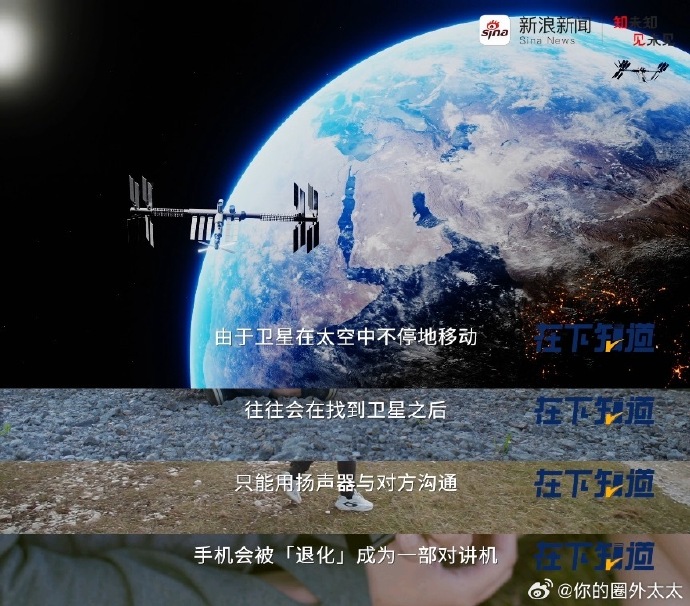 sina
新浪新闻
Sina News
知未知
见未见
由于卫星在太空中不停地移动
在下知道
往往会在找到卫星之后
在下知道
只能用扬声器与对方沟通
在下知道
手机会被「退化」成为一部对讲机
在下知道
@你的圈外太太